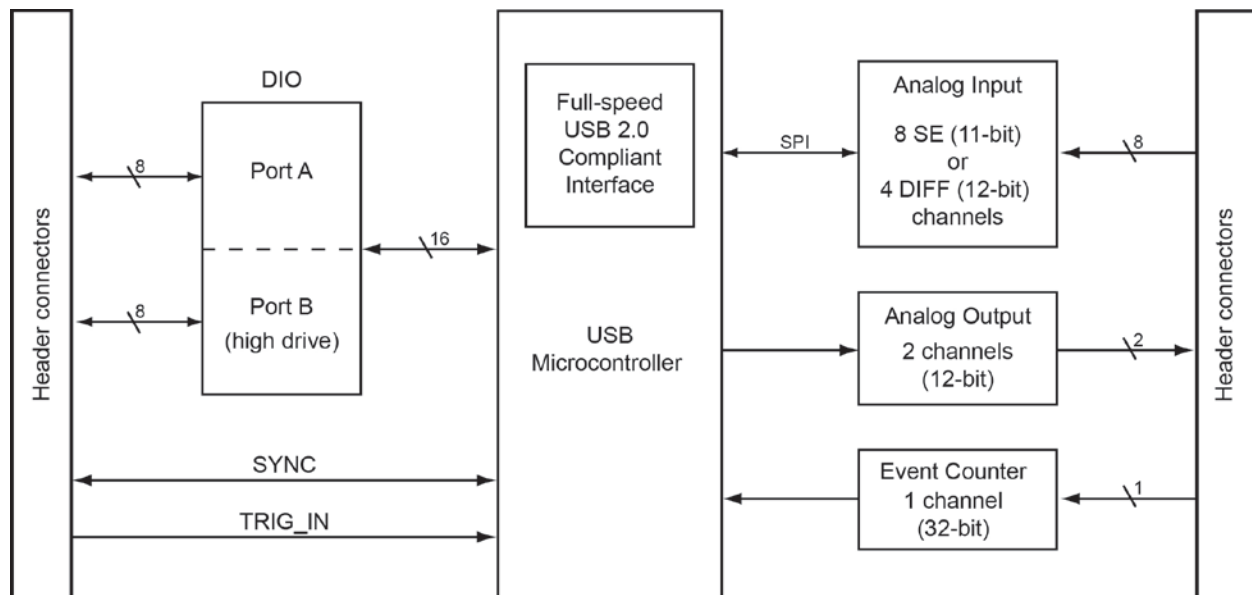 Header connectors
DIO
8
Port A
16
8
Port B
(high drive)
SYNC
TRIG_IN
Full-speed
USB 2.0
Compliant
Interface
USB
Microcontroller
SPI
Analog Input
8 SE (11-bit)
or
4 DIFF (12-bit)
channels
8
Analog Output
2 channels
(12-bit)
2
Event Counter
1 channel
(32-bit)
1
Header connectors